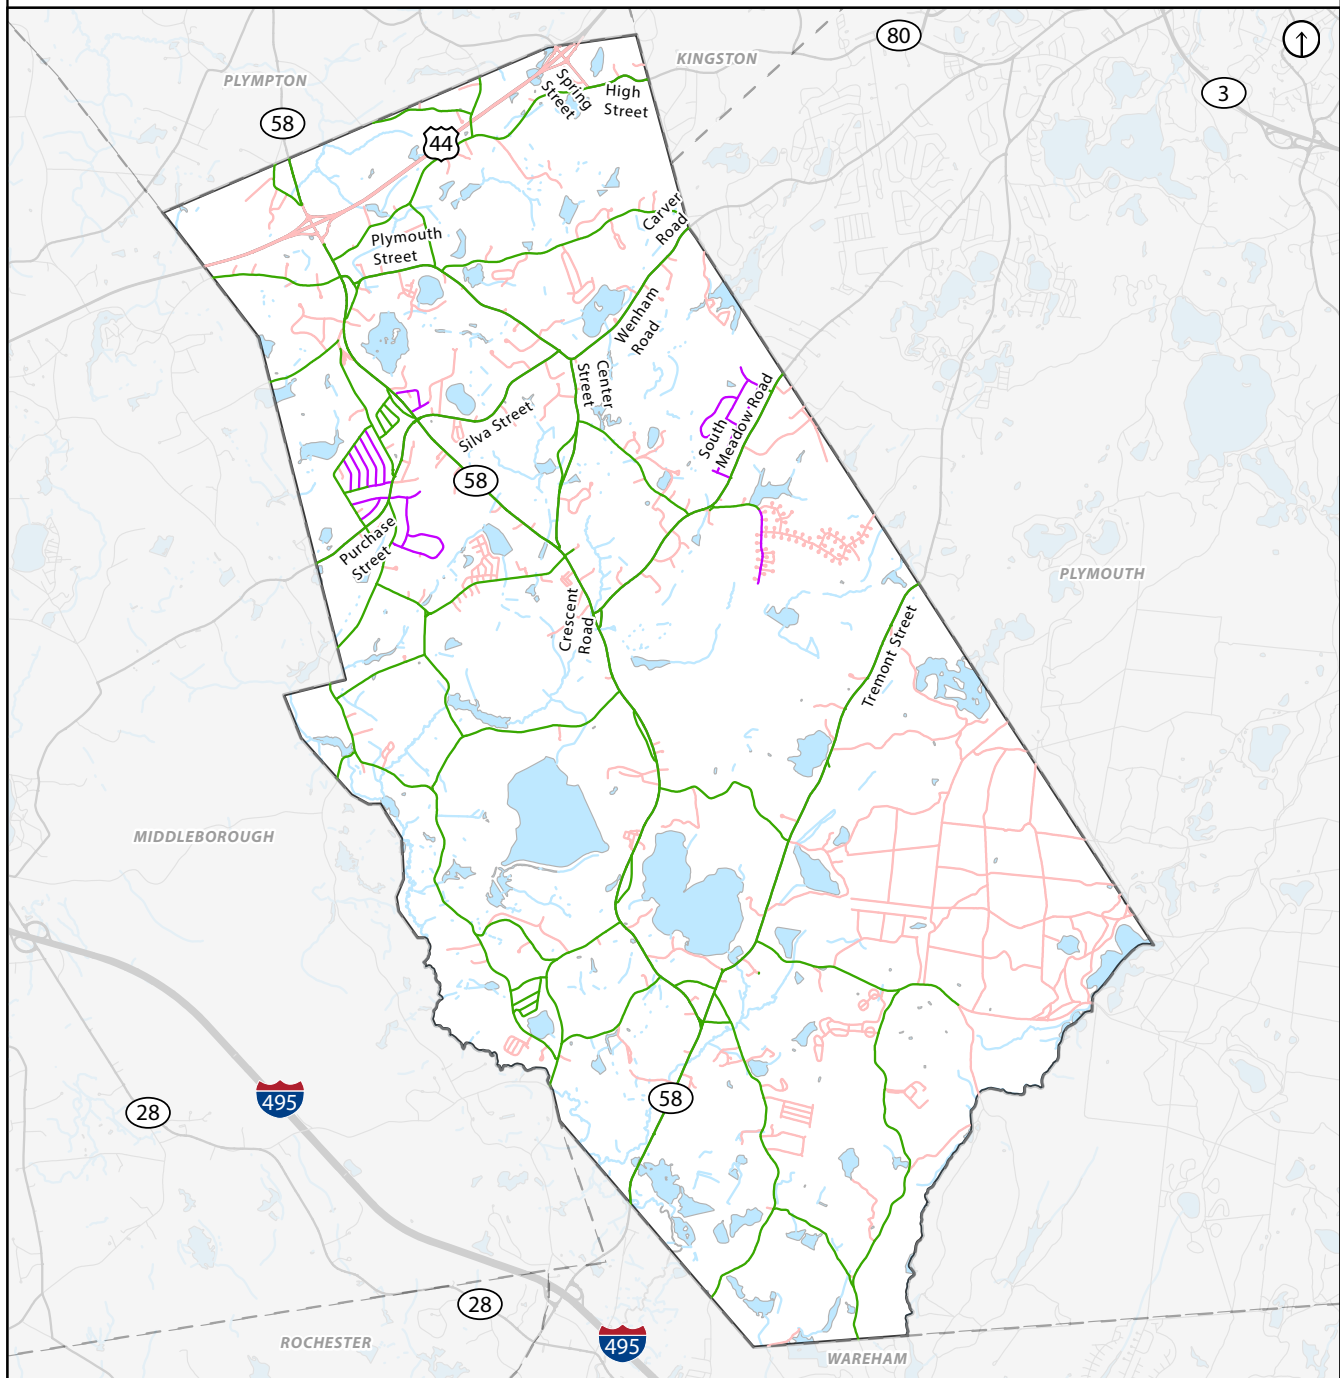 80
KINGSTON
PLYMPTON
3
58
Spring
Street
High
Street
44
Carver
Road
Plymouth
Street
Wenham
Road
Center
Street
South
Meadow Road
Silva Street
58
Purchase
Street
PLYMOUTH
Crescent
Road
Tremont Street
MIDDLEBOROUGH
495
28
58
28
495
ROCHESTER
WAREHAM